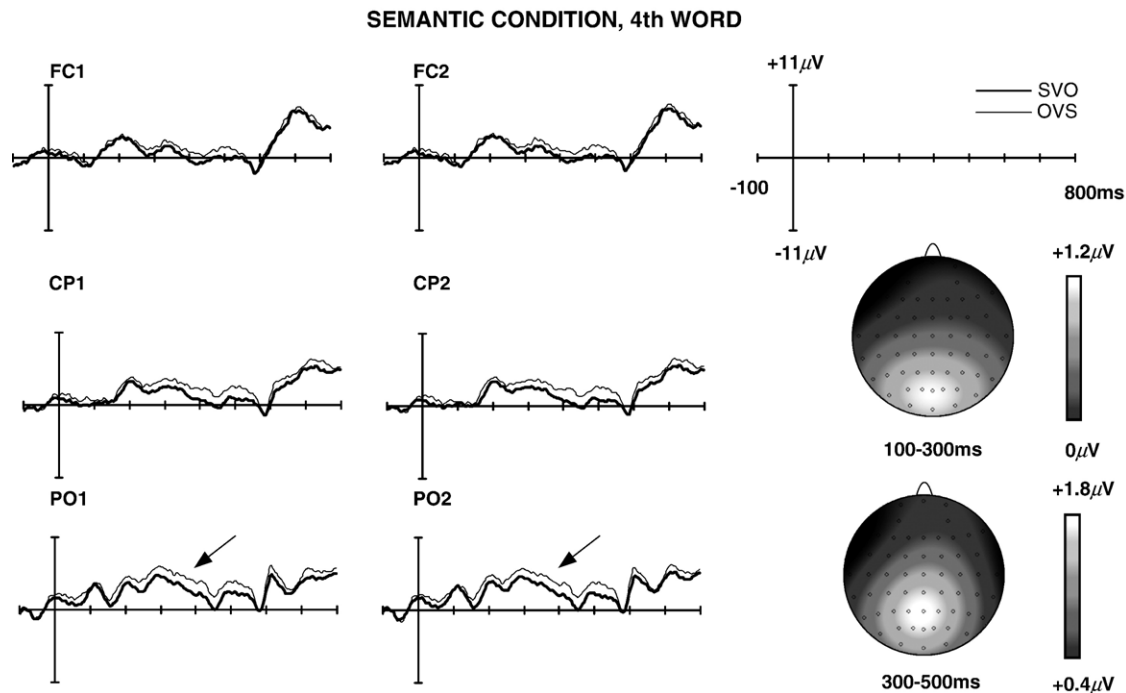 SEMANTIC CONDITION, 4th WORD
FC1
FC2
+11μV
SVO
OVS
-100
800ms
-11μV
+1.2μV
CP1
CP2
100-300ms
0μV
PO1
PO2
+1.8μV
300-500ms
+0.4μV